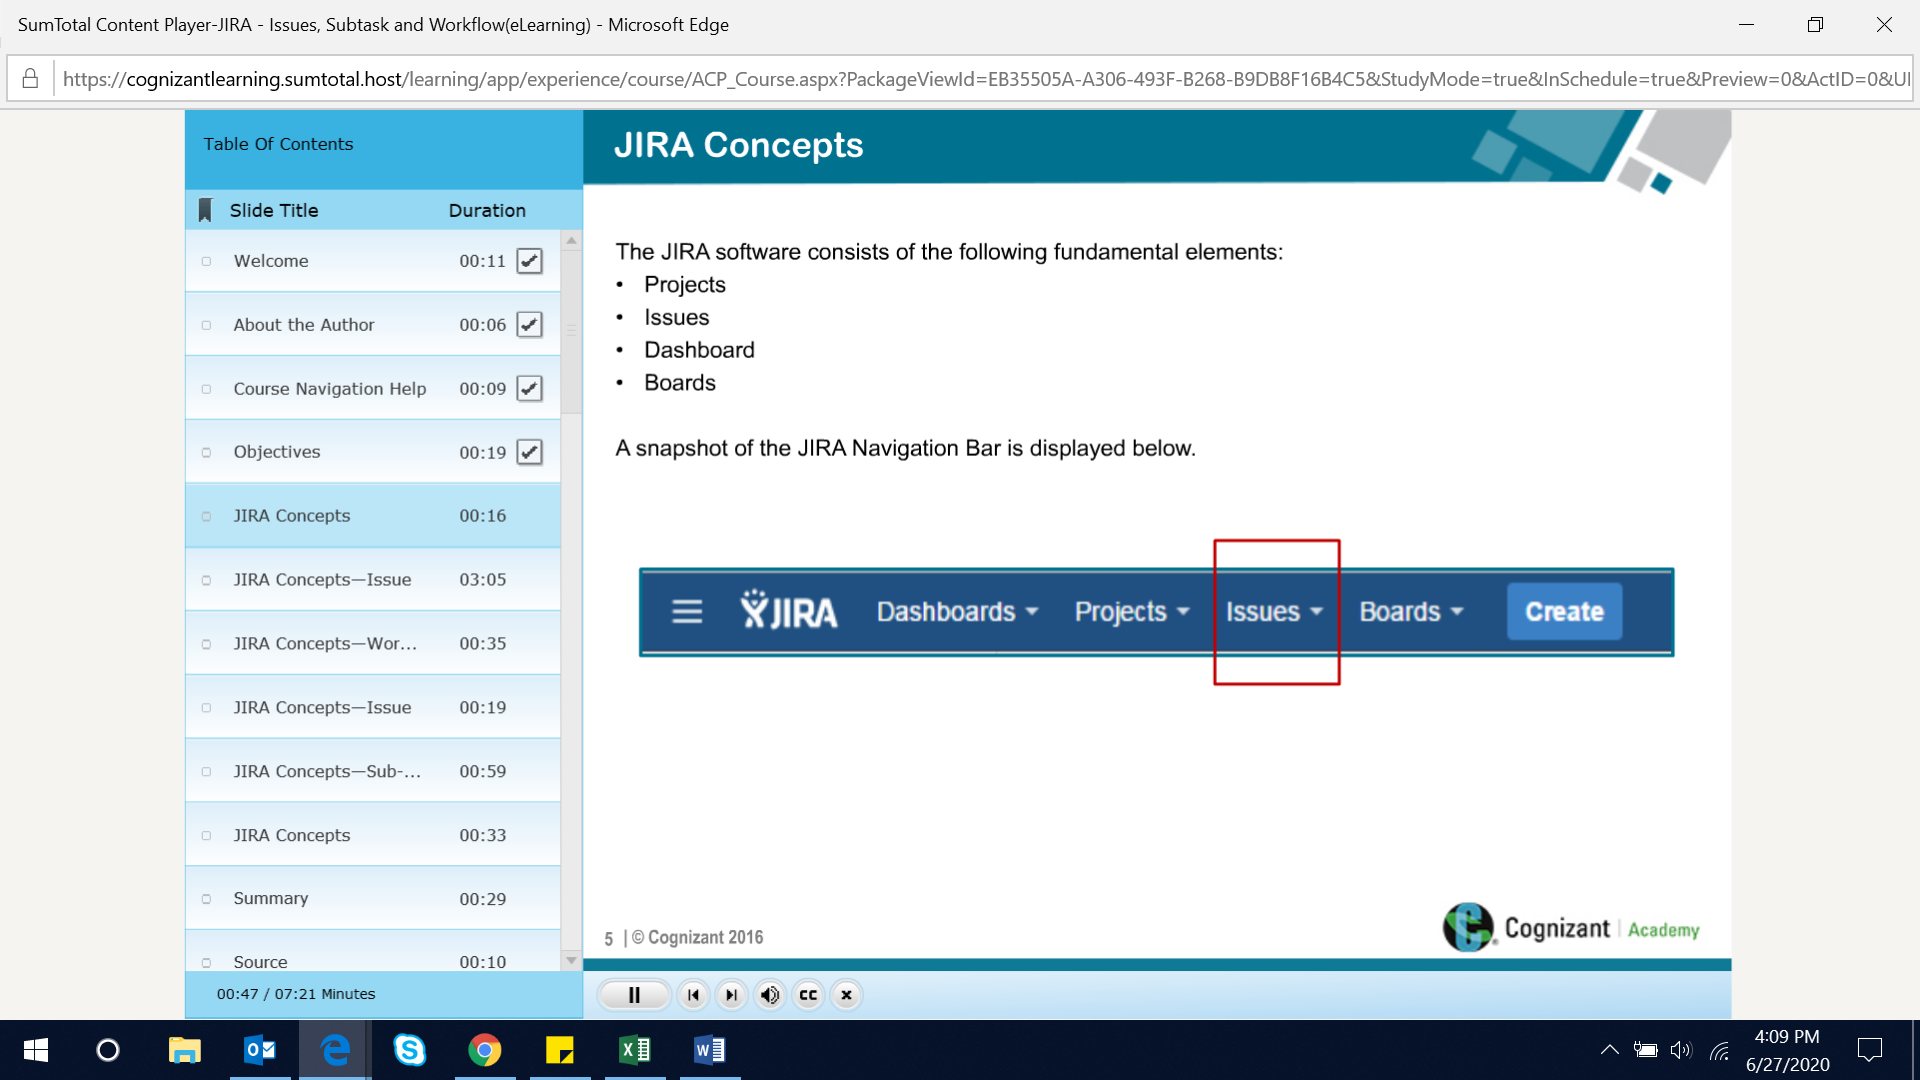 SumTotal Content Player-JIRA - Issues, Subtask and Workflow(eLearning) - Microsoft Edge
https://cognizantlearning.sumtotal.host/learning/app/experience/course/ACP_Course.aspx?PackageViewId=EB35505A-A306-493F-B268-B9DB8F16B4C5&StudyMode=true&InSchedule=true&Preview=0&ActID=0&UI
Table Of Contents
Slide Title Duration
Welcome 00:11
About the Author 00:06
Course Navigation Help 00:09
Objectives 00:19
JIRA Concepts 00:16
JIRA Concepts—Issue 03:05
JIRA Concepts—Wor... 00:35
JIRA Concepts—Issue 00:19
JIRA Concepts—Sub-... 00:59
JIRA Concepts 00:33
Summary 00:29
Source 00:10
00:47 / 07:21 Minutes
JIRA Concepts
The JIRA software consists of the following fundamental elements:
• Projects
• Issues
• Dashboard
• Boards
A snapshot of the JIRA Navigation Bar is displayed below.
JIRA Dashboards Projects Issues Boards Create
5 | © Cognizant 2016
Cognizant | Academy
CC
4:09 PM
6/27/2020